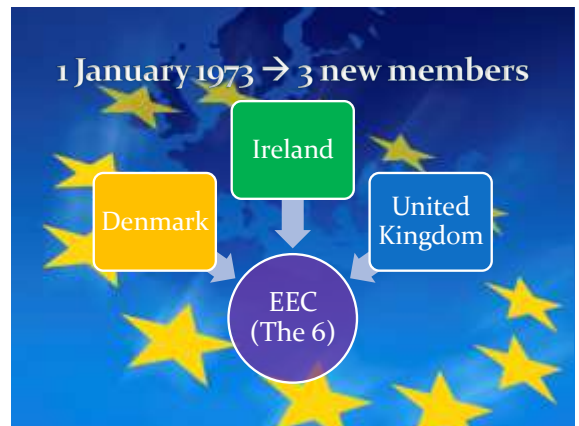 1 January 1973 → 3 new members
Ireland
Denmark
United
Kingdom
EEC
(The 6)